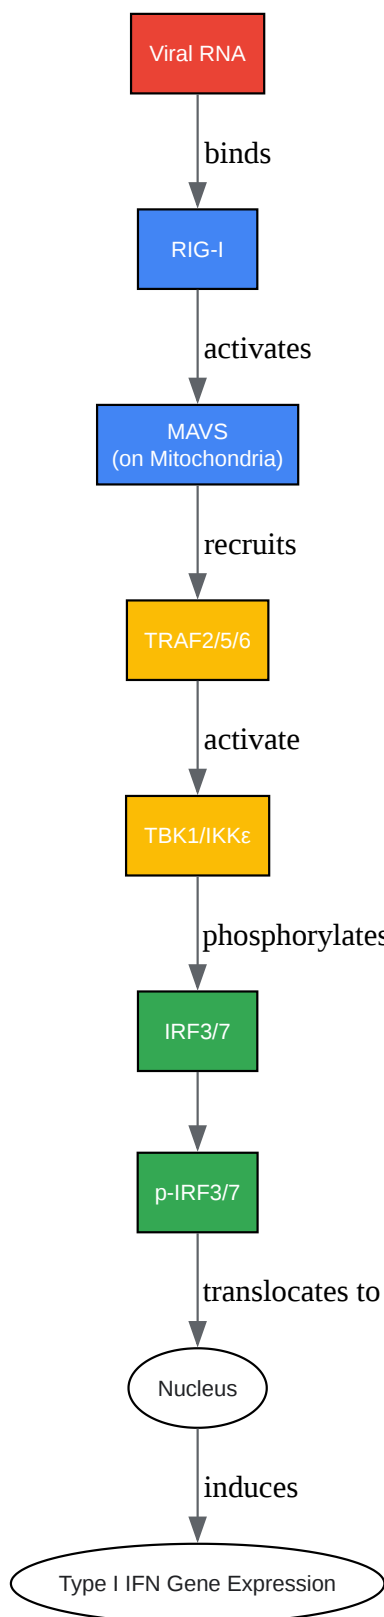 Viral RNA
binds
RIG-I
activates
MAVS
(on Mitochondria)
recruits
TRAF2/5/6
activate
TBK1/IKKε
phosphorylates
IRF3/7
p-IRF3/7
translocates to
Nucleus
induces
Type I IFN Gene Expression